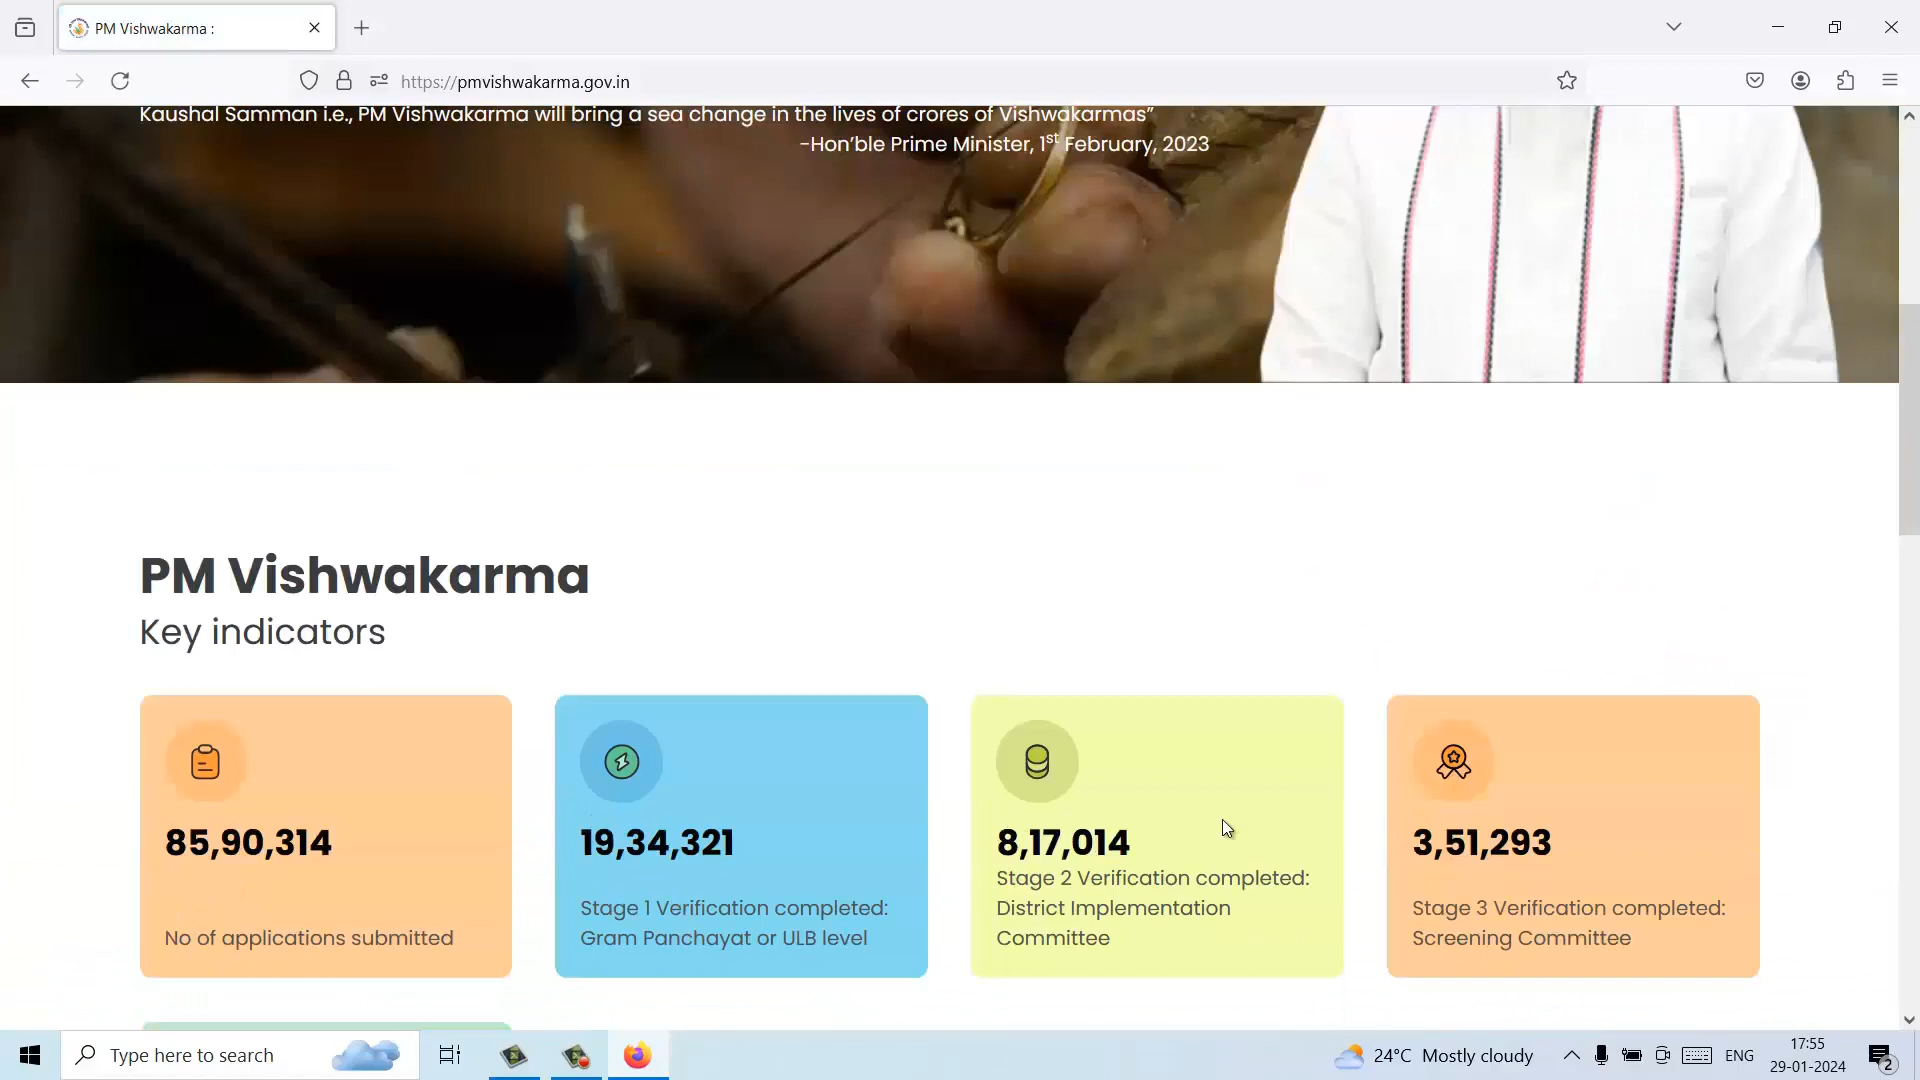 PM Vishwakarma :
https://pmvishwakarma.gov.in
Kaushal Samman i.e., PM Vishwakarma will bring a sea change in the lives of crores of Vishwakarmas”
-Hon’ble Prime Minister, 1st February, 2023
PM Vishwakarma
Key indicators
85,90,314
No of applications submitted
19,34,321
Stage 1 Verification completed:
Gram Panchayat or ULB level
8,17,014
Stage 2 Verification completed:
District Implementation
Committee
3,51,293
Stage 3 Verification completed:
Screening Committee
Type here to search
24°C Mostly cloudy
ENG
17:55
29-01-2024
2